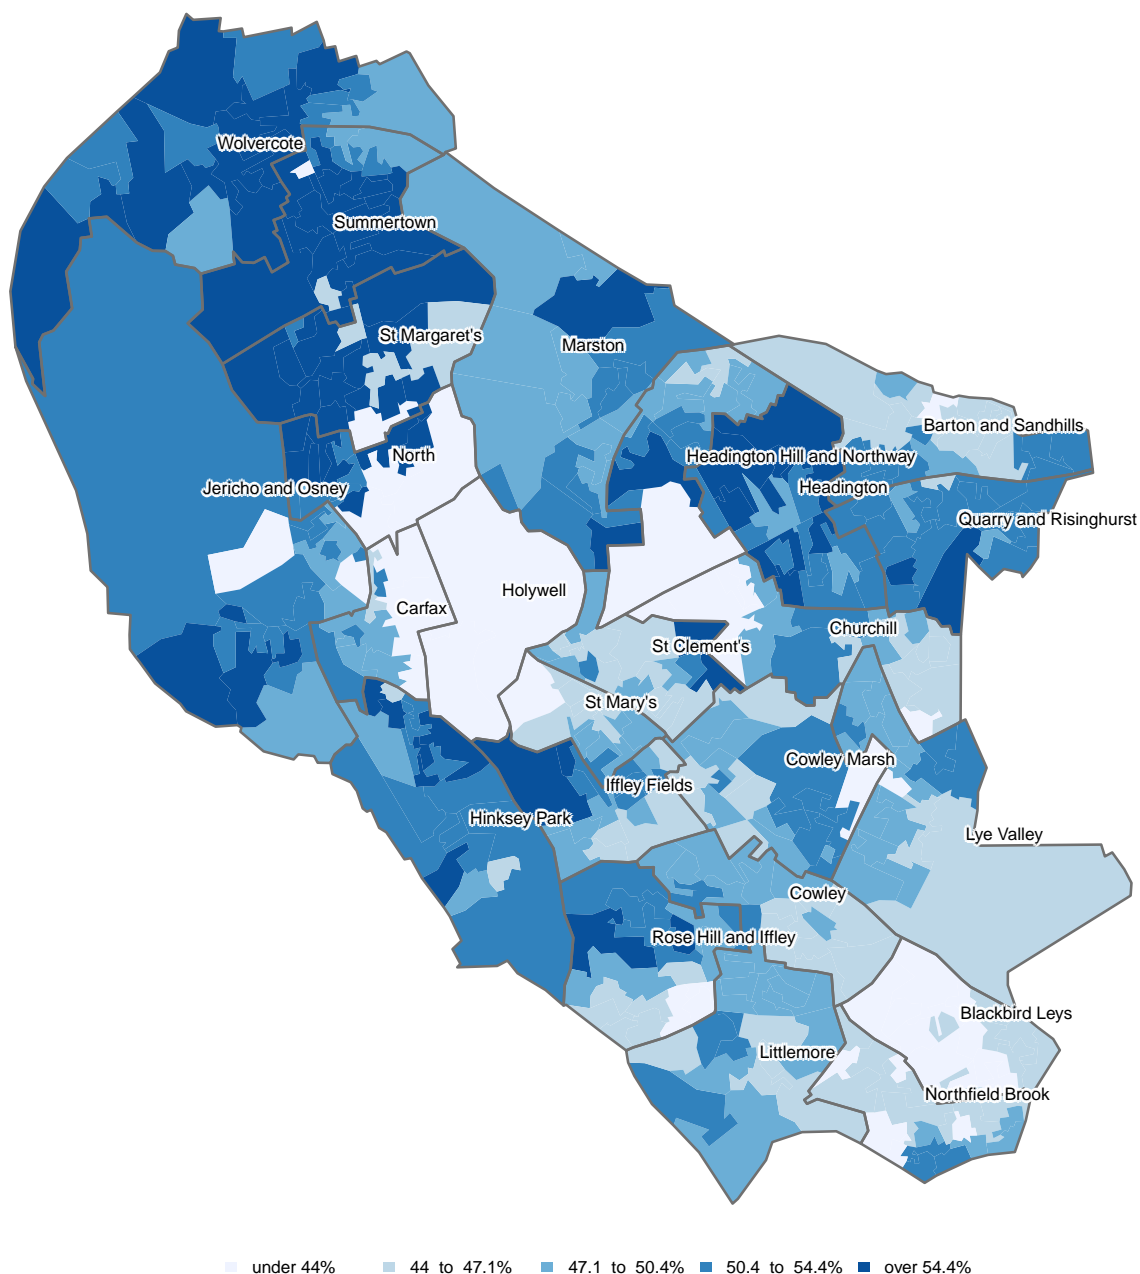 Wolvercote
Summertown
St Margaret's
Marston
Barton and Sandhills
North
Headington Hill and Northway
Jericho and Osney
Headington
Quarry and Risinghurst
Holywell
Carfax
Churchill
St Clement's
St Mary's
Cowley Marsh
Iffley Fields
Hinksey Park
Lye Valley
Cowley
Rose Hill and Iffley
Blackbird Leys
Littlemore
Northfield Brook
under 44% 44 to 47.1% 47.1 to 50.4% 50.4 to 54.4% over 54.4%